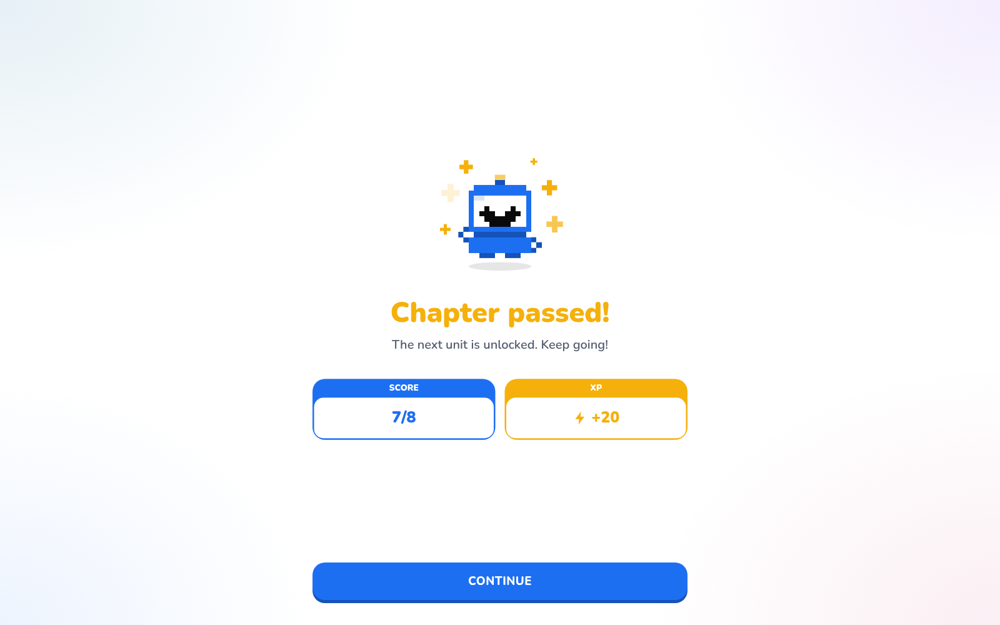 Chapter passed!
The next unit is unlocked. Keep going!
SCORE
7/8
XP
+20
CONTINUE